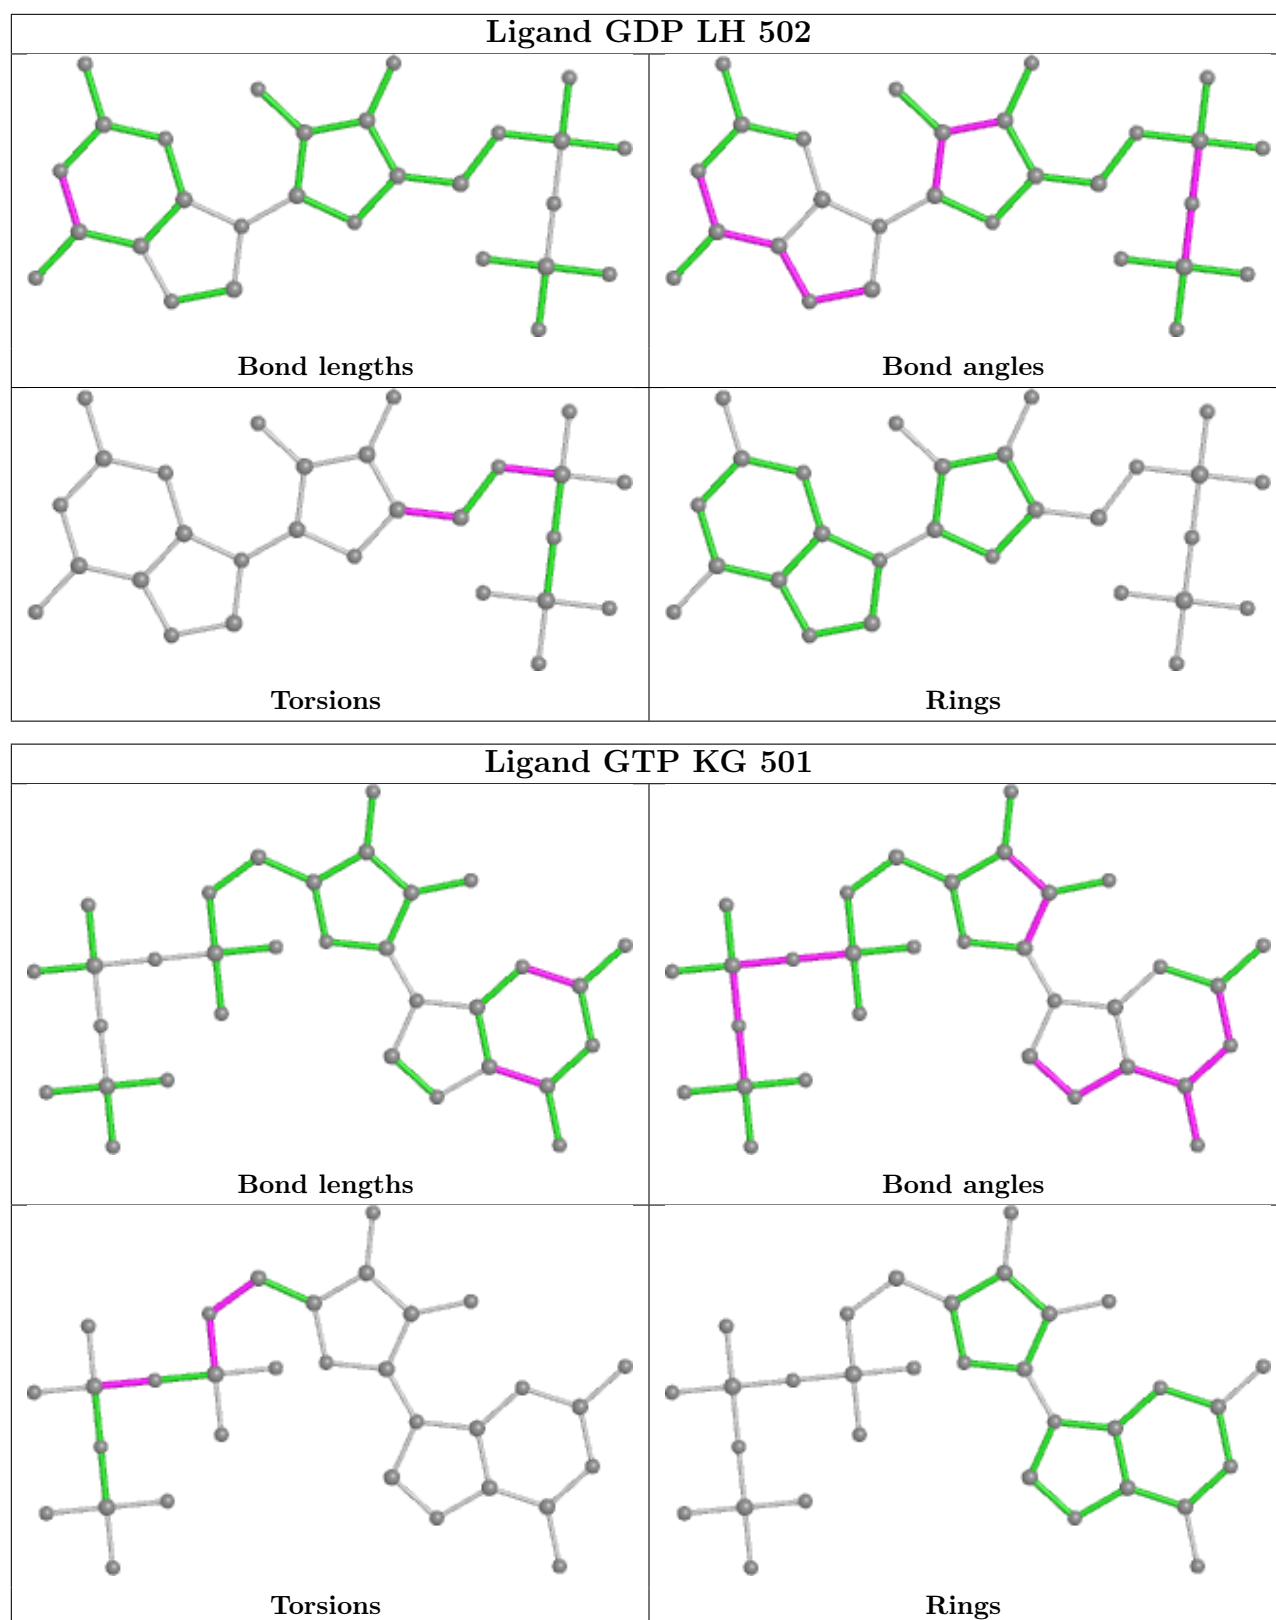 Ligand GDP LH 502
Bond lengths
Bond angles
Torsions
Rings
Ligand GTP KG 501
Bond lengths
Bond angles
Torsions
Rings